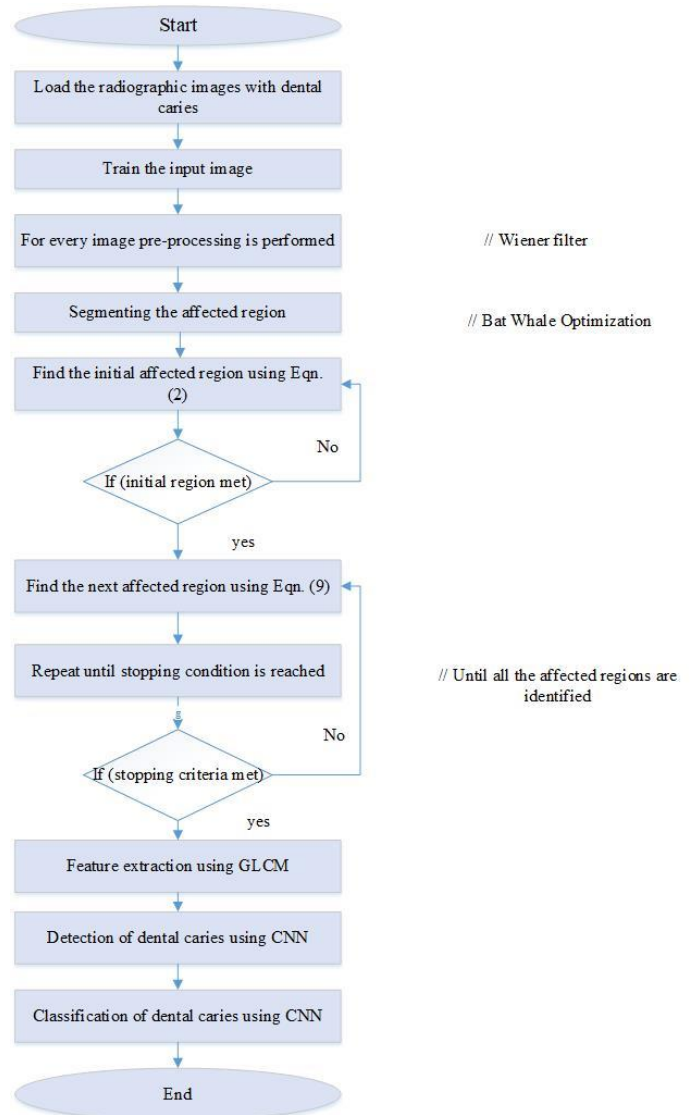 Start
Load the radiographic images with dental
caries
Train the input image
For every image pre-processing is performed
// Wiener filter
Segmenting the affected region
// Bat Whale Optimization
Find the initial affected region using Eqn.
(2)
No
If (initial region met)
yes
Find the next affected region using Eqn. (9)
Repeat until stopping condition is reached
// Until all the affected regions are
identified
No
If (stopping criteria met)
yes
Feature extraction using GLCM
Detection of dental caries using CNN
Classification of dental caries using CNN
End